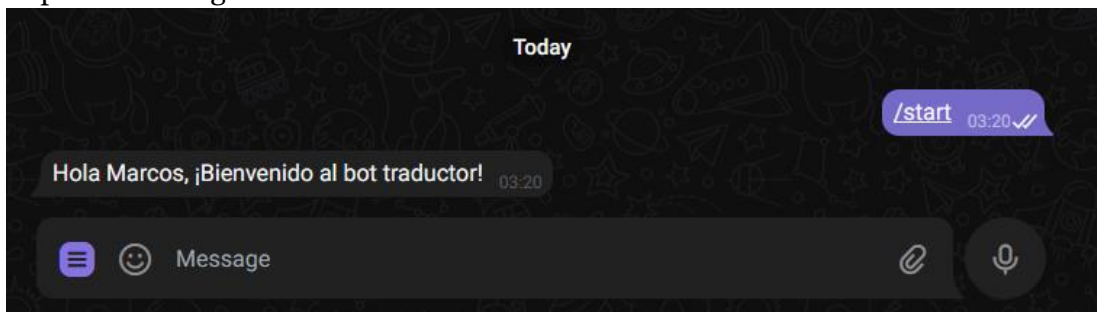 Today
/start 03:20
Hola Marcos, ¡Bienvenido al bot traductor! 03:20
Message